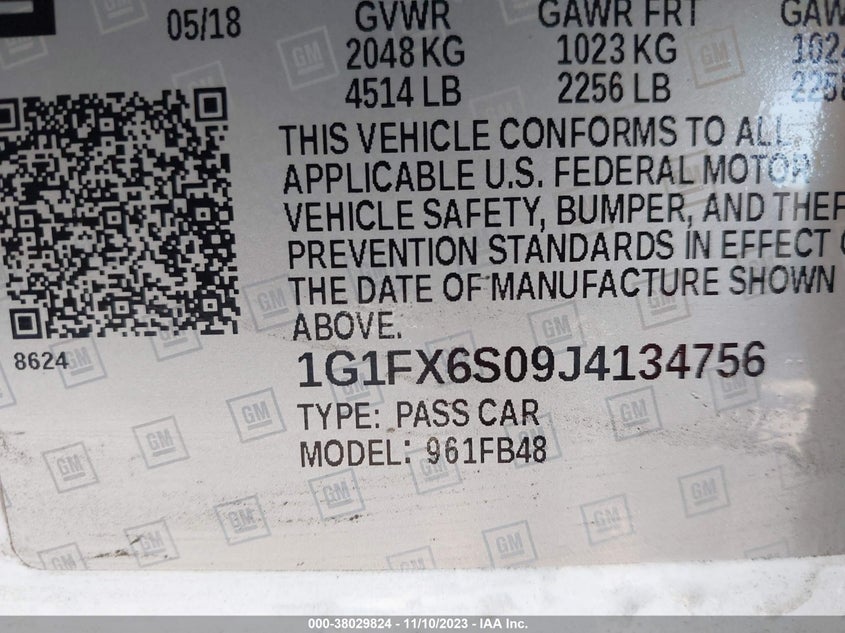 05/18 GVWR GAWR FRT
2048 KG 1023 KG
4514 LB 2256 LB
THIS VEHICLE CONFORMS TO ALL
APPLICABLE U.S. FEDERAL MOTOR
VEHICLE SAFETY, BUMPER, AND THEF
PREVENTION STANDARDS IN EFFECT
THE DATE OF MANUFACTURE SHOWN
ABOVE.
8624
1G1FX6S09J4134756
TYPE: PASS CAR
MODEL: 961FB48
GM
000-38029824 - 11/10/2023 - IAA Inc.